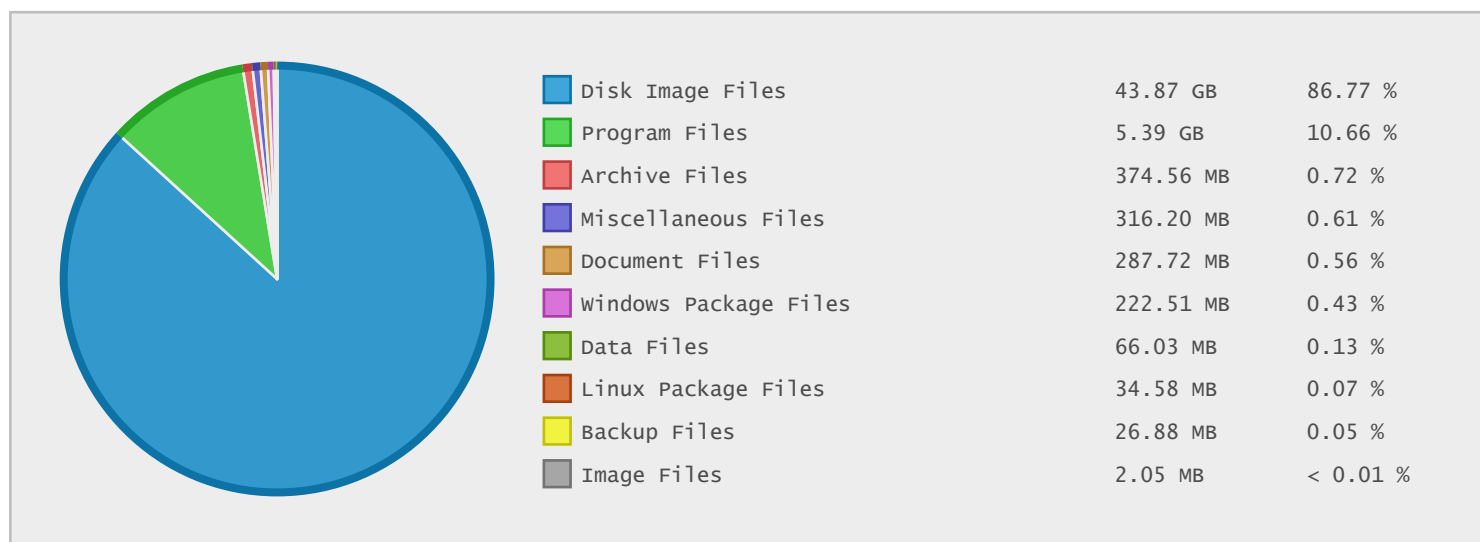 Disk Image Files 43.87 GB 86.77 %
Program Files 5.39 GB 10.66 %
Archive Files 374.56 MB 0.72 %
Miscellaneous Files 316.20 MB 0.61 %
Document Files 287.72 MB 0.56 %
Windows Package Files 222.51 MB 0.43 %
Data Files 66.03 MB 0.13 %
Linux Package Files 34.58 MB 0.07 %
Backup Files 26.88 MB 0.05 %
Image Files 2.05 MB < 0.01 %